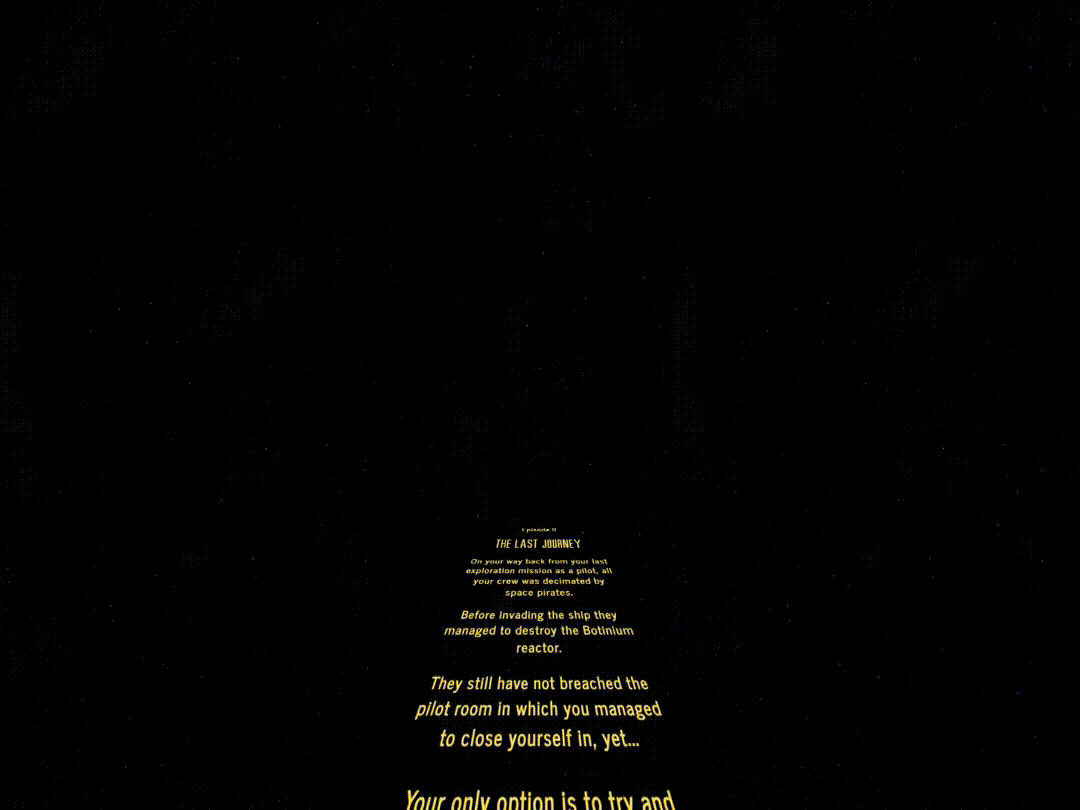 Episode II
THE LAST JOURNEY
On your way back from your last
exploration mission as a pilot, all
your crew was decimated by
space pirates.
Before invading the ship they
managed to destroy the Botinium
reactor.
They still have not breached the
pilot room in which you managed
to close yourself in, yet...
Your only option is to try and